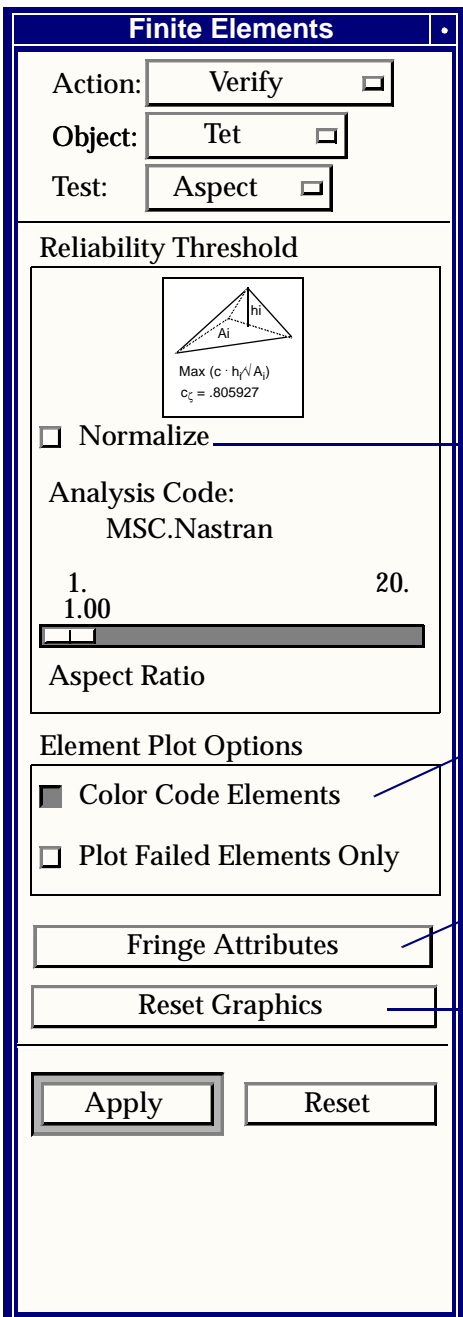 Finite Elements
Action: Verify
Object: Tet
Test: Aspect
Reliability Threshold
hi
Ai
Max (c · hi/√Ai)
cζ = .805927
Normalize
Analysis Code:
MSC.Nastran
1. 20.
1.00
Aspect Ratio
Element Plot Options
Color Code Elements
Plot Failed Elements Only
Fringe Attributes
Reset Graphics
Apply Reset